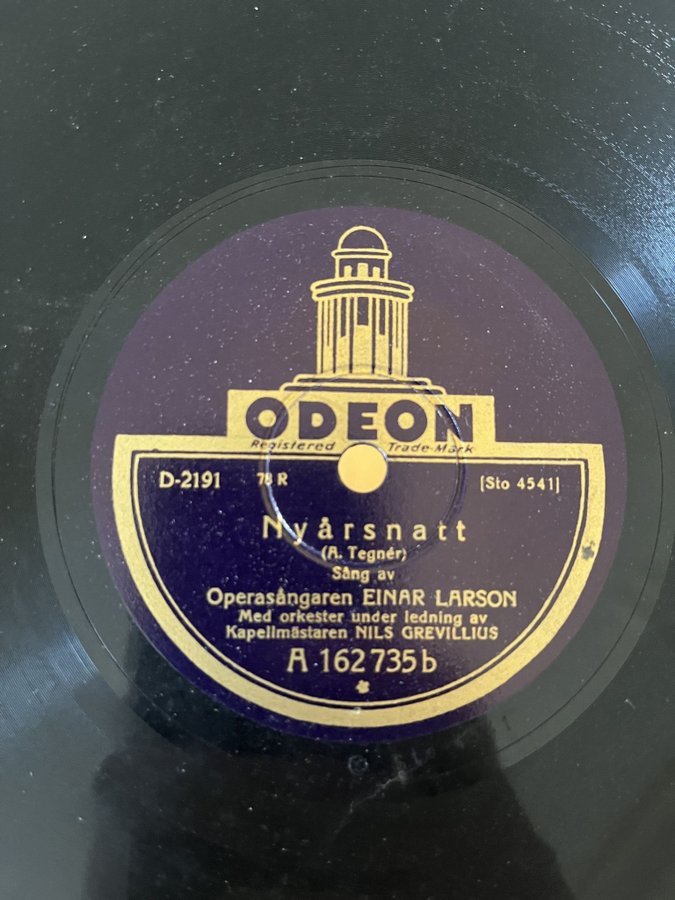 ODEON
Registered Trade-Mark
D-2191 78 R [Sto 4541]
Nyårsnatt
(A. Tegnér)
Sång av
Operasångaren EINAR LARSON
Med orkester under ledning av
Kapellmästaren NILS GREVILLIUS
A 162735b